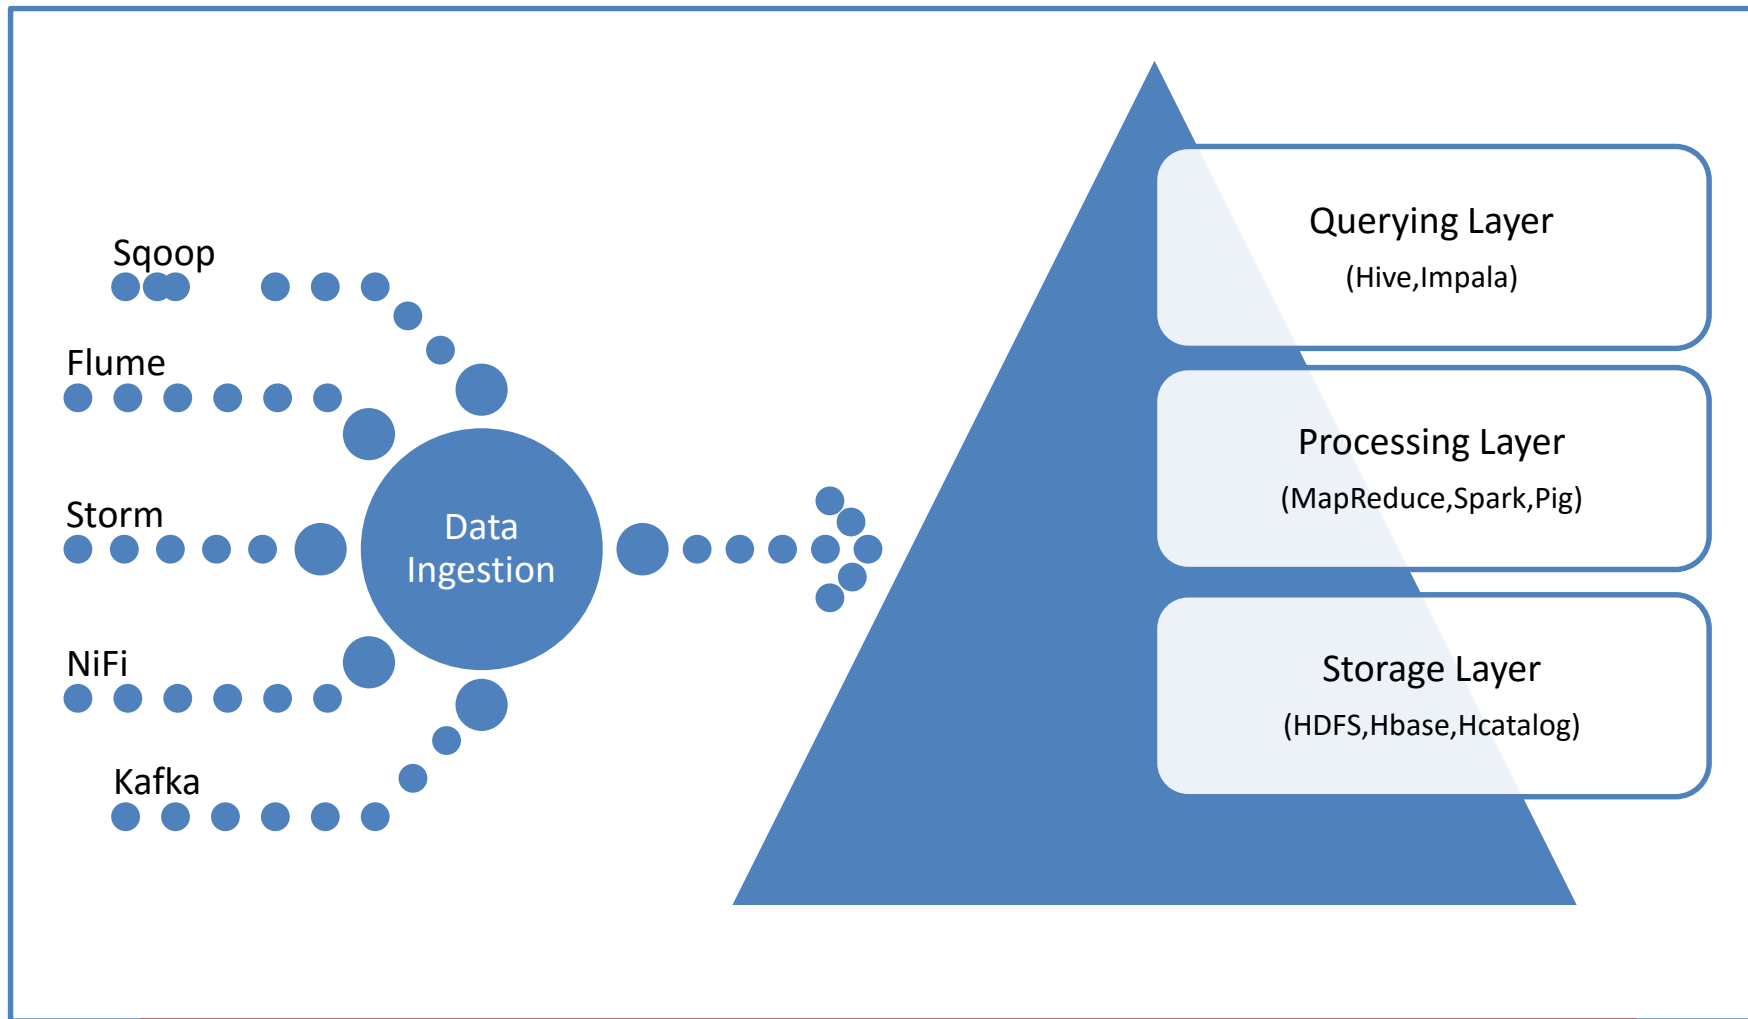 Sqoop
Flume
Storm
NiFi
Kafka
Data
Ingestion
Querying Layer
(Hive,Impala)
Processing Layer
(MapReduce,Spark,Pig)
Storage Layer
(HDFS,Hbase,Hcatalog)